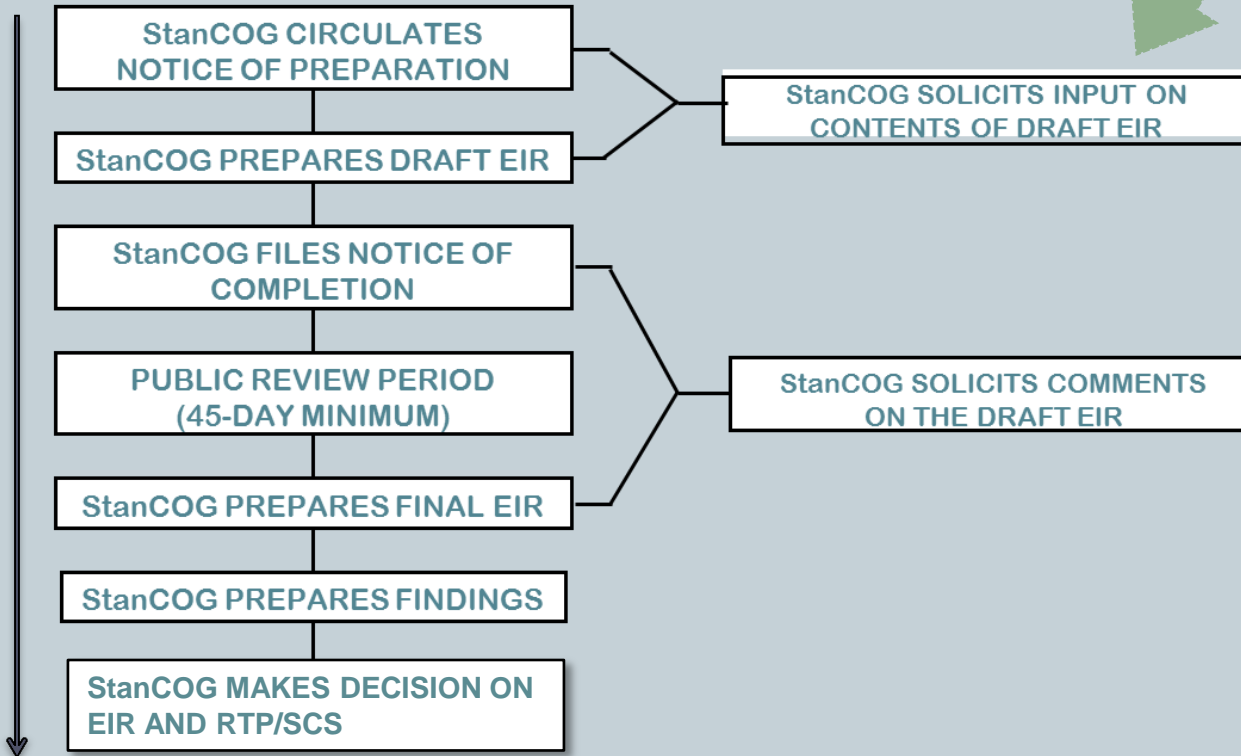 StanCOG CIRCULATES
NOTICE OF PREPARATION
StanCOG SOLICITS INPUT ON
CONTENTS OF DRAFT EIR
StanCOG PREPARES DRAFT EIR
StanCOG FILES NOTICE OF
COMPLETION
PUBLIC REVIEW PERIOD
(45-DAY MINIMUM)
StanCOG SOLICITS COMMENTS
ON THE DRAFT EIR
StanCOG PREPARES FINAL EIR
StanCOG PREPARES FINDINGS
StanCOG MAKES DECISION ON
EIR AND RTP/SCS